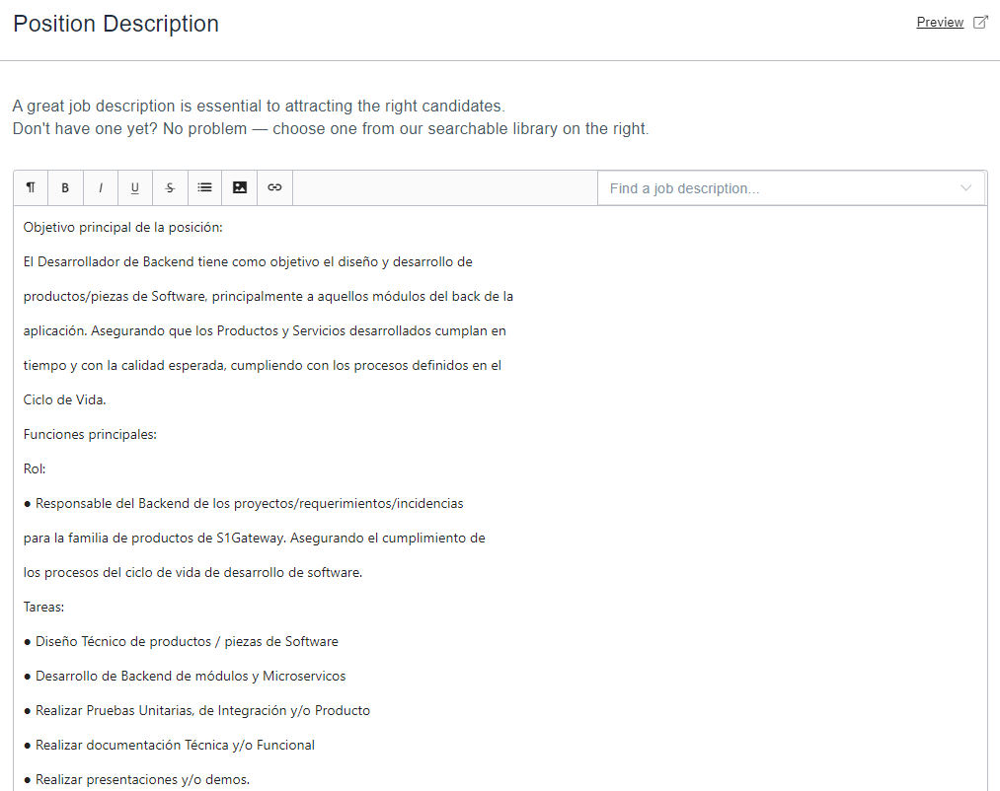 Position Description
Preview
A great job description is essential to attracting the right candidates.
Don't have one yet? No problem — choose one from our searchable library on the right.
¶ B I U S
Find a job description...
Objetivo principal de la posición:
El Desarrollador de Backend tiene como objetivo el diseño y desarrollo de
productos/piezas de Software, principalmente a aquellos módulos del back de la
aplicación. Asegurando que los Productos y Servicios desarrollados cumplan en
tiempo y con la calidad esperada, cumpliendo con los procesos definidos en el
Ciclo de Vida.
Funciones principales:
Rol:
● Responsable del Backend de los proyectos/requerimientos/incidencias
para la familia de productos de S1Gateway. Asegurando el cumplimiento de
los procesos del ciclo de vida de desarrollo de software.
Tareas:
● Diseño Técnico de productos / piezas de Software
● Desarrollo de Backend de módulos y Microservicos
● Realizar Pruebas Unitarias, de Integración y/o Producto
● Realizar documentación Técnica y/o Funcional
● Realizar presentaciones y/o demos.